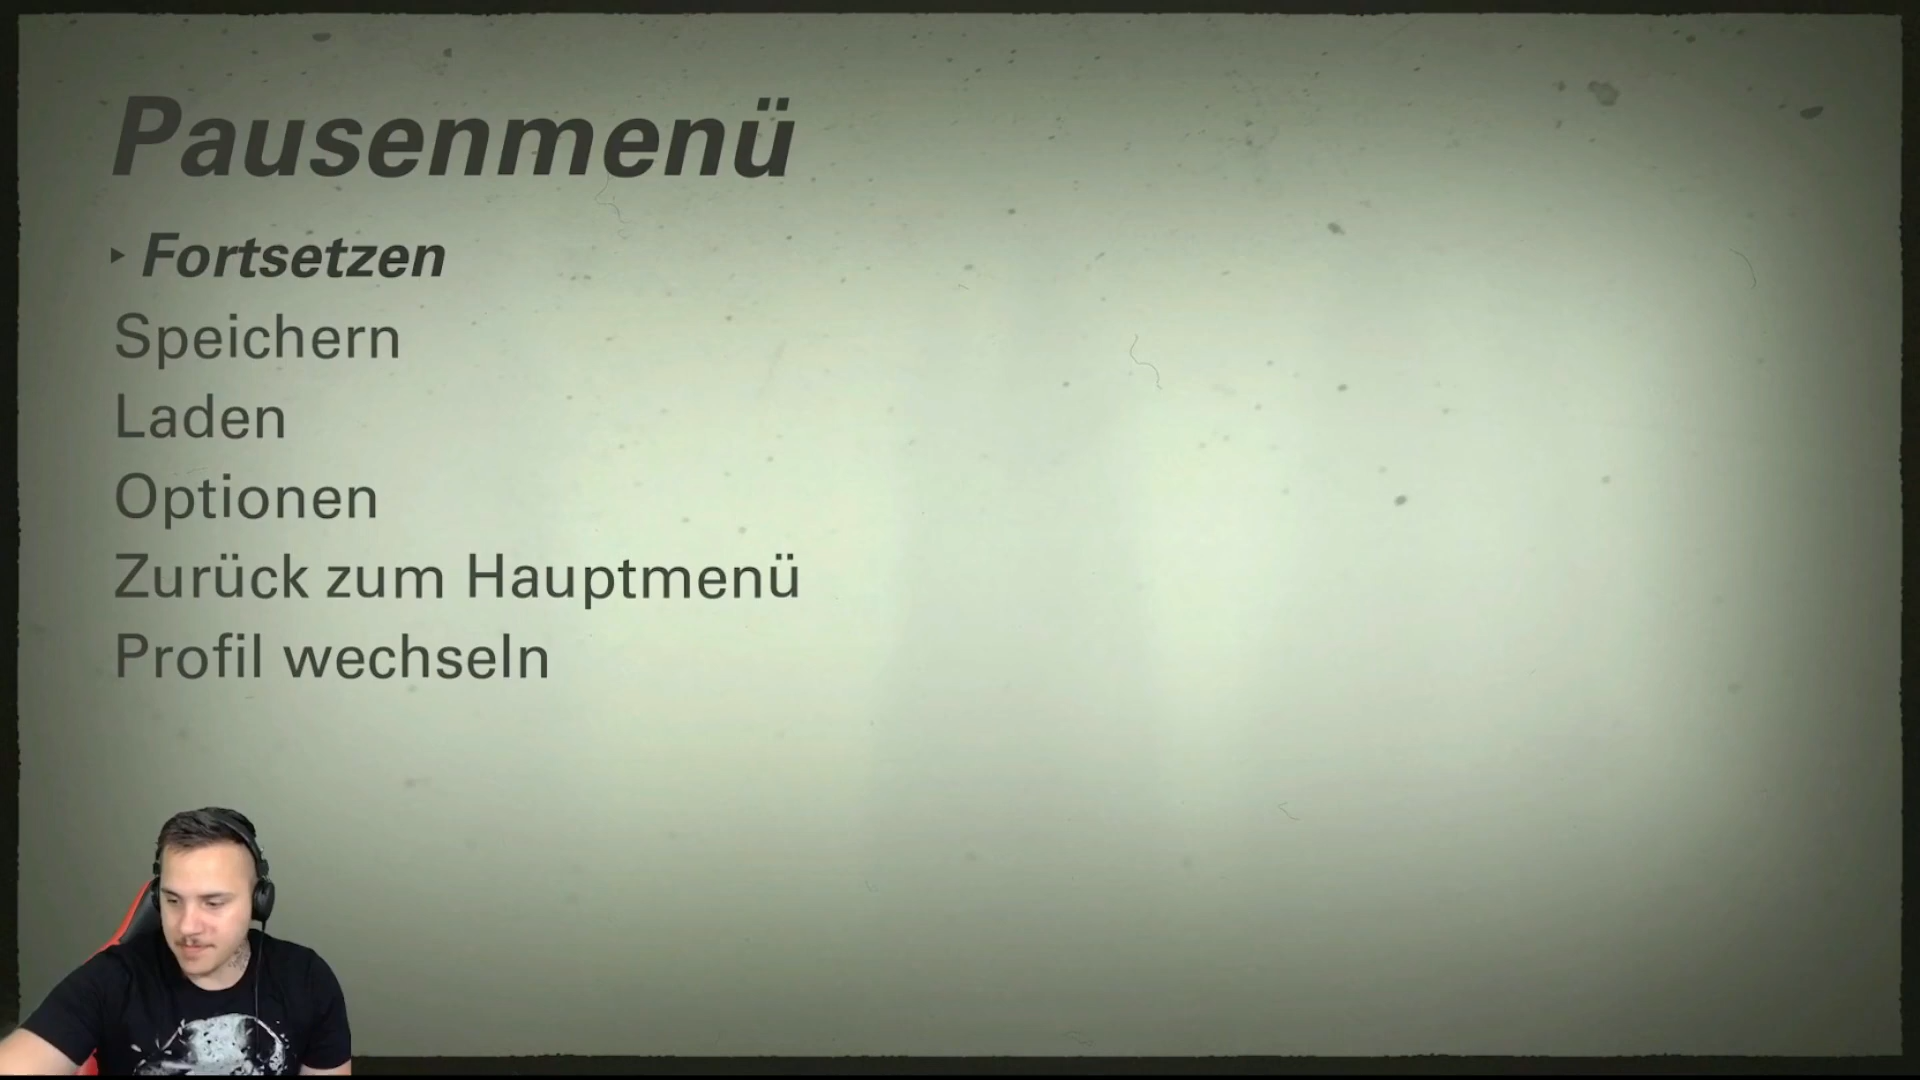 Pausenmenü
Fortsetzen
Speichern
Laden
Optionen
Zurück zum Hauptmenü
Profil wechseln